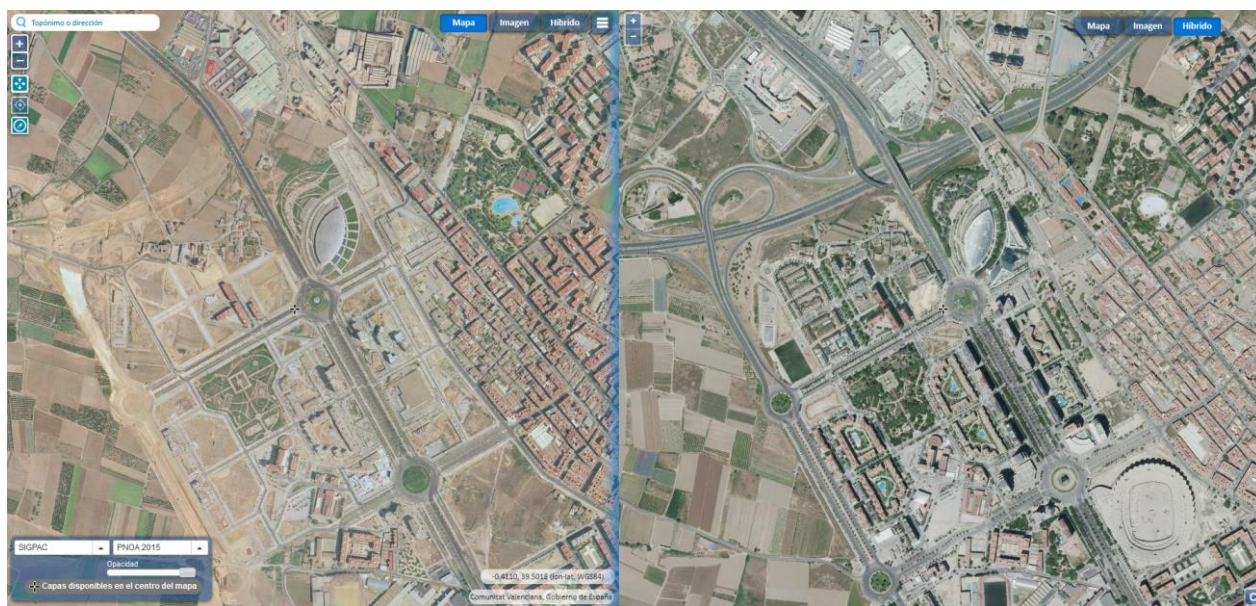 Topónimo o dirección
Mapa Imagen Híbrido
+
−
SIGPAC PNOA 2015
Opacidad
Capas disponibles en el centro del mapa
-0.4110, 39.5018 (lon-lat, WGS84)
Comunitat Valenciana, Gobierno de España
+
−
Mapa Imagen Híbrido